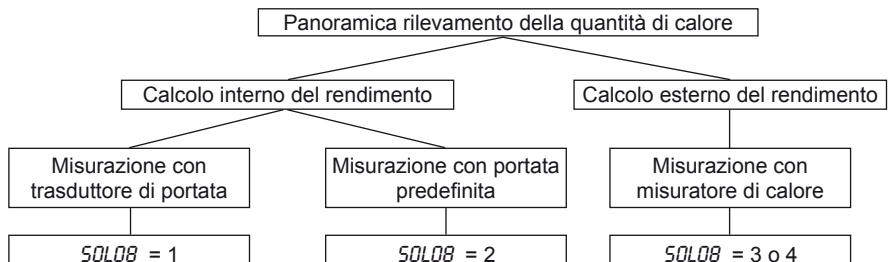 Panoramica rilevamento della quantità di calore
Calcolo interno del rendimento
Calcolo esterno del rendimento
Misurazione con
trasduttore di portata
Misurazione con portata
predefinita
Misurazione con
misuratore di calore
SOL08 = 1
SOL08 = 2
SOL08 = 3 o 4